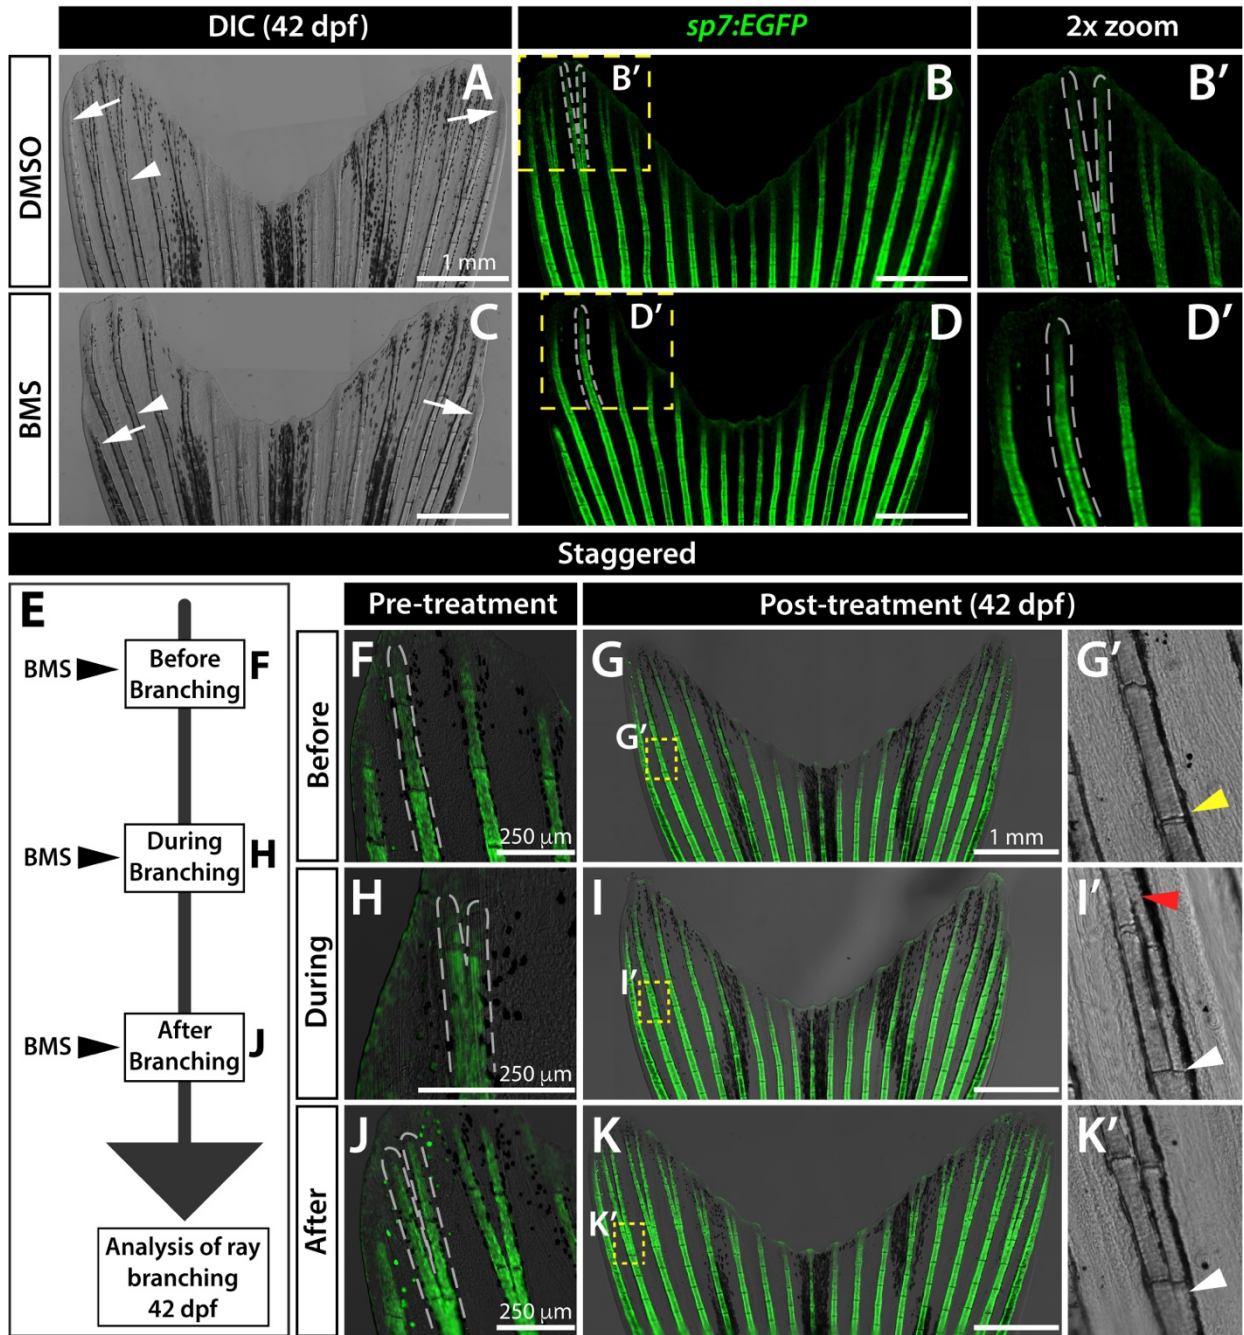 DIC (42 dpf)
sp7:EGFP
2x zoom
DMSO
A
1 mm
B'
B
B'
BMS
C
D'
D
D'
Staggered
E
BMS
Before
Branching
F
BMS
During
Branching
H
BMS
After
Branching
J
Analysis of ray
branching
42 dpf
Pre-treatment
Post-treatment (42 dpf)
Before
F
250 µm
G
G'
1 mm
G'
During
H
250 µm
I
I'
I'
After
J
250 µm
K
K'
K'